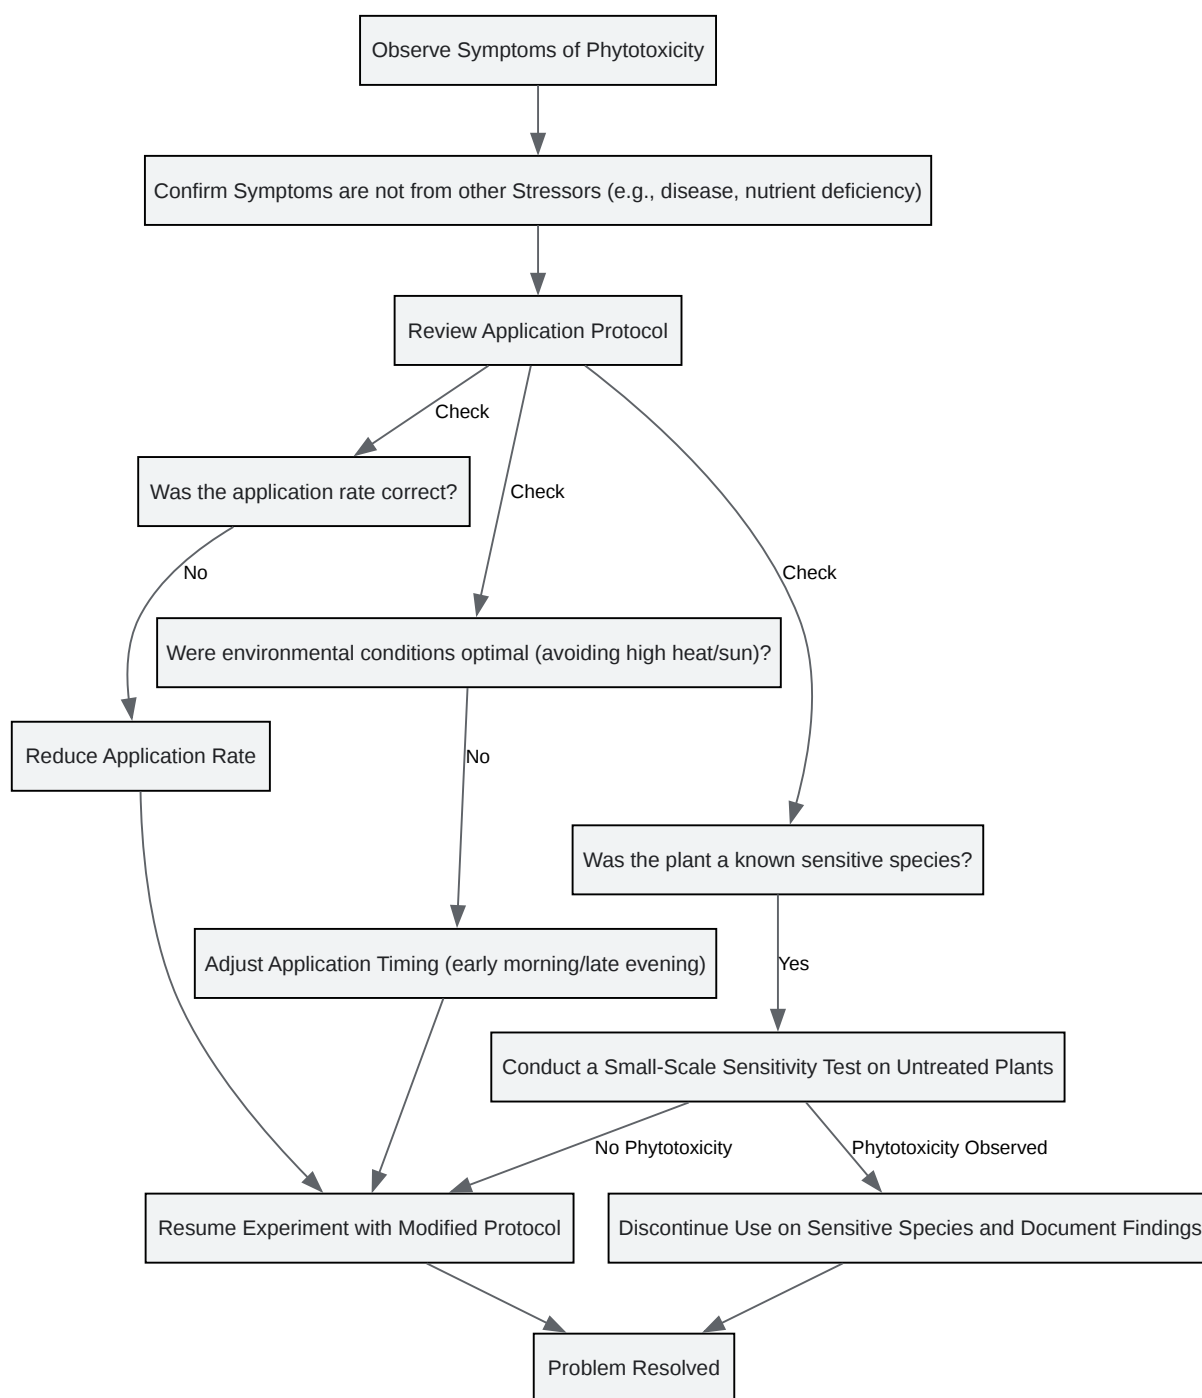 Observe Symptoms of Phytotoxicity
Confirm Symptoms are not from other Stressors (e.g., disease, nutrient deficiency)
Review Application Protocol
Check
Was the application rate correct?
Check
No
Check
Were environmental conditions optimal (avoiding high heat/sun)?
Reduce Application Rate
No
Was the plant a known sensitive species?
Adjust Application Timing (early morning/late evening)
Yes
Conduct a Small-Scale Sensitivity Test on Untreated Plants
No Phytotoxicity
Phytotoxicity Observed
Resume Experiment with Modified Protocol
Discontinue Use on Sensitive Species and Document Findings
Problem Resolved